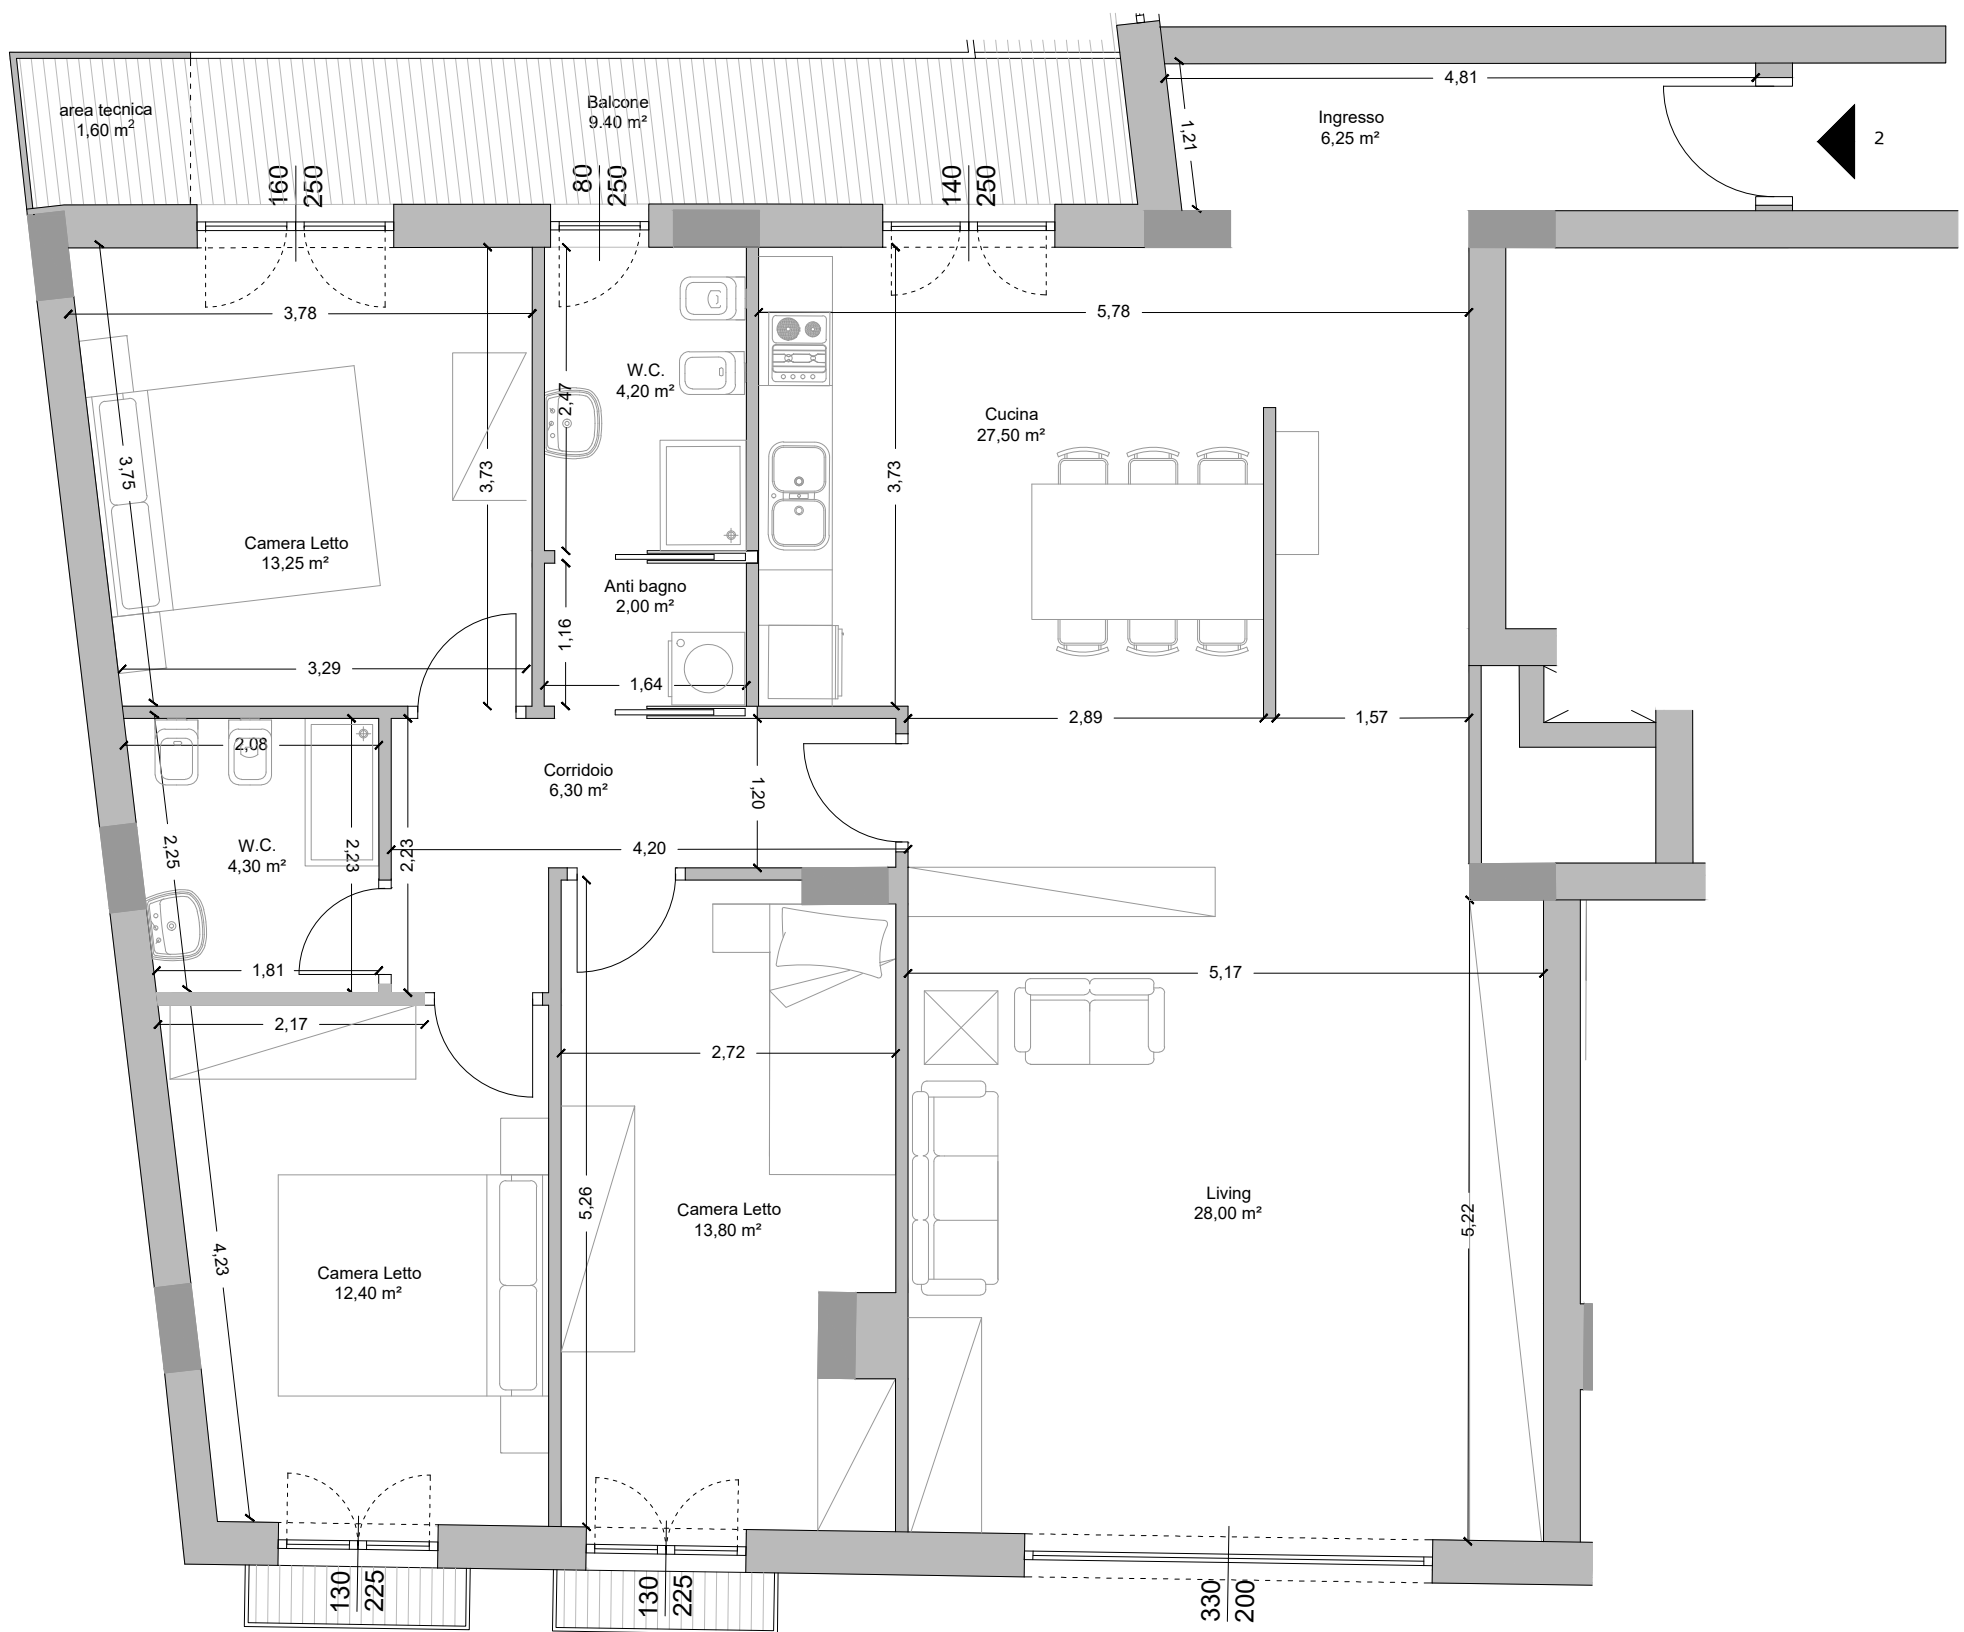 4,81
area tecnica
1,60 m²
Balcone
9.40 m²
Ingresso
6,25 m²
1,21
2
160
250
80
250
140
250
3,78
5,78
W.C.
4,20 m²
2,47
Cucina
27,50 m²
3,75
3,73
3,73
Camera Letto
13,25 m²
Anti bagno
2,00 m²
1,16
3,29
1,64
2,89
1,57
2,08
Corridoio
6,30 m²
1,20
W.C.
4,30 m²
2,25
2,23
2,23
4,20
1,81
5,17
2,17
2,72
Living
28,00 m²
5,26
Camera Letto
13,80 m²
5,22
4,23
Camera Letto
12,40 m²
130
225
130
225
330
200